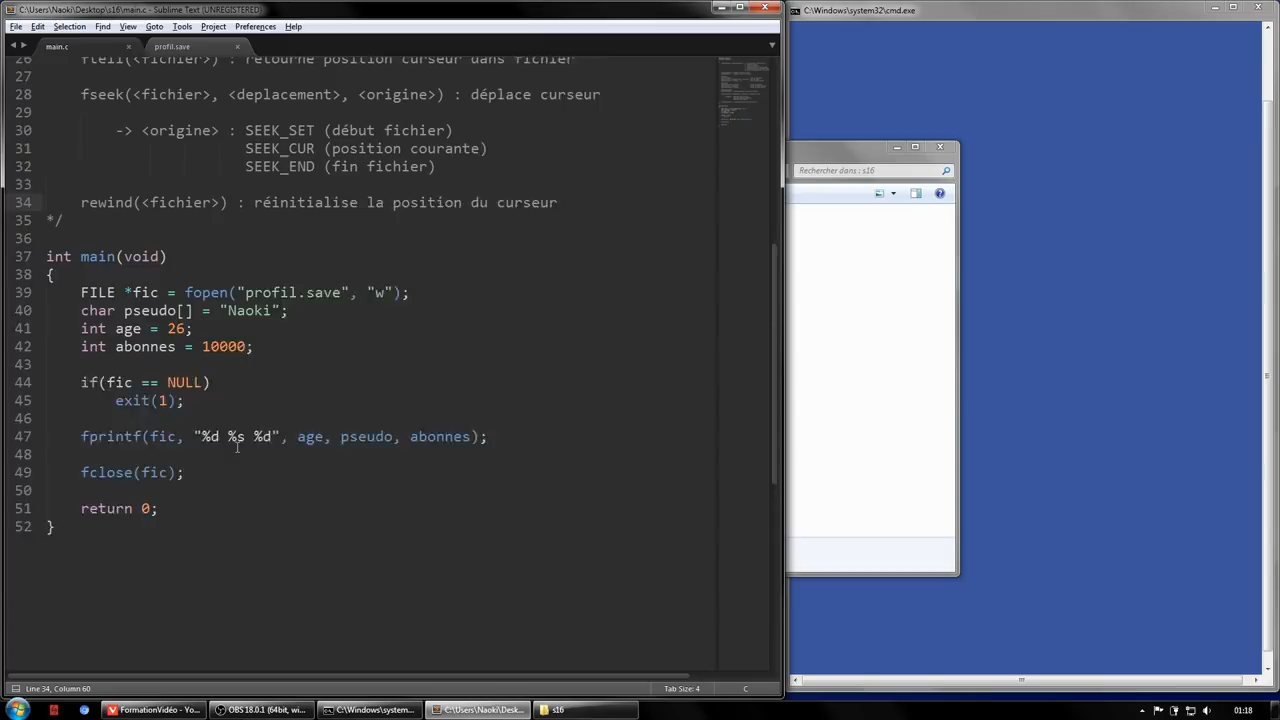 C:\Users\Naoki\Desktop\s16\main.c - Sublime Text (UNREGISTERED)
C:\Windows\system32\cmd.exe
File Edit Selection Find View Goto Tools Project Preferences Help
main.c × profil.save ×
26 ftell(<fichier>) : retourne position curseur dans fichier
27
28 fseek(<fichier>, <deplacement>, <origine>) déplace curseur
29
30 -> <origine> : SEEK_SET (début fichier)
31 SEEK_CUR (position courante)
32 SEEK_END (fin fichier)
33
34 rewind(<fichier>) : réinitialise la position du curseur
35 */
36
37 int main(void)
38 {
39 FILE *fic = fopen("profil.save", "w");
40 char pseudo[] = "Naoki";
41 int age = 26;
42 int abonnes = 10000;
43
44 if(fic == NULL)
45 exit(1);
46
47 fprintf(fic, "%d %s %d", age, pseudo, abonnes);
48
49 fclose(fic);
50
51 return 0;
52 }
Rechercher dans : s16
Line 34, Column 60
Tab Size: 4
C
FormationVidéo - Yo...
OBS 18.0.1 (64bit, wi...
C:\Windows\system...
C:\Users\Naoki\Desk...
s16
01:18